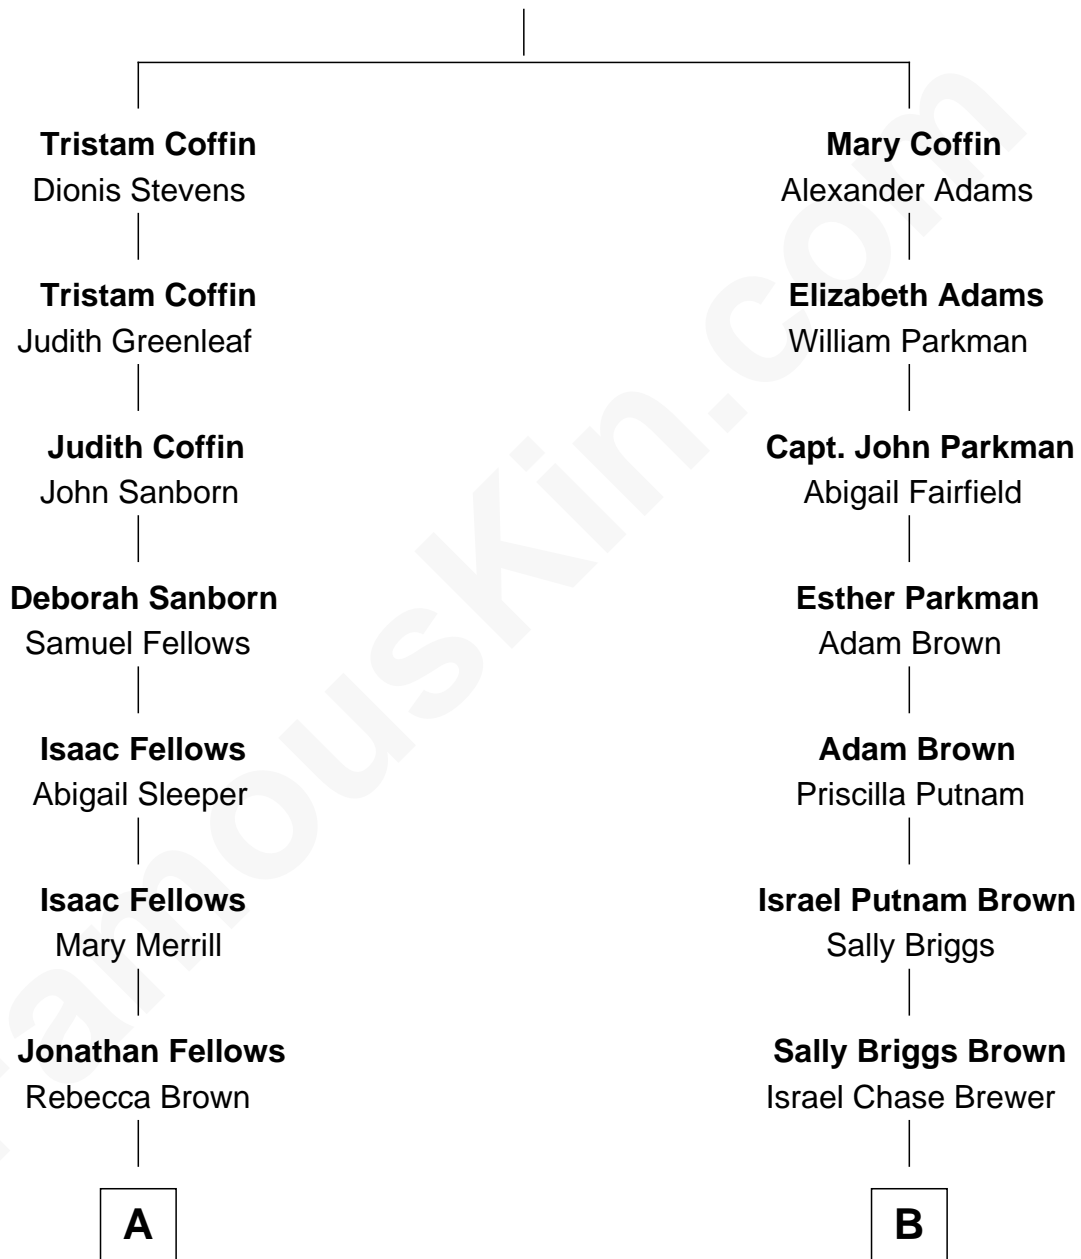 Tristam Coffin
Dionis Stevens
Tristam Coffin
Judith Greenleaf
Judith Coffin
John Sanborn
Deborah Sanborn
Samuel Fellows
Isaac Fellows
Abigail Sleeper
Isaac Fellows
Mary Merrill
Jonathan Fellows
Rebecca Brown
A
Mary Coffin
Alexander Adams
Elizabeth Adams
William Parkman
Capt. John Parkman
Abigail Fairfield
Esther Parkman
Adam Brown
Adam Brown
Priscilla Putnam
Israel Putnam Brown
Sally Briggs
Sally Briggs Brown
Israel Chase Brewer
B
FamousKin.com